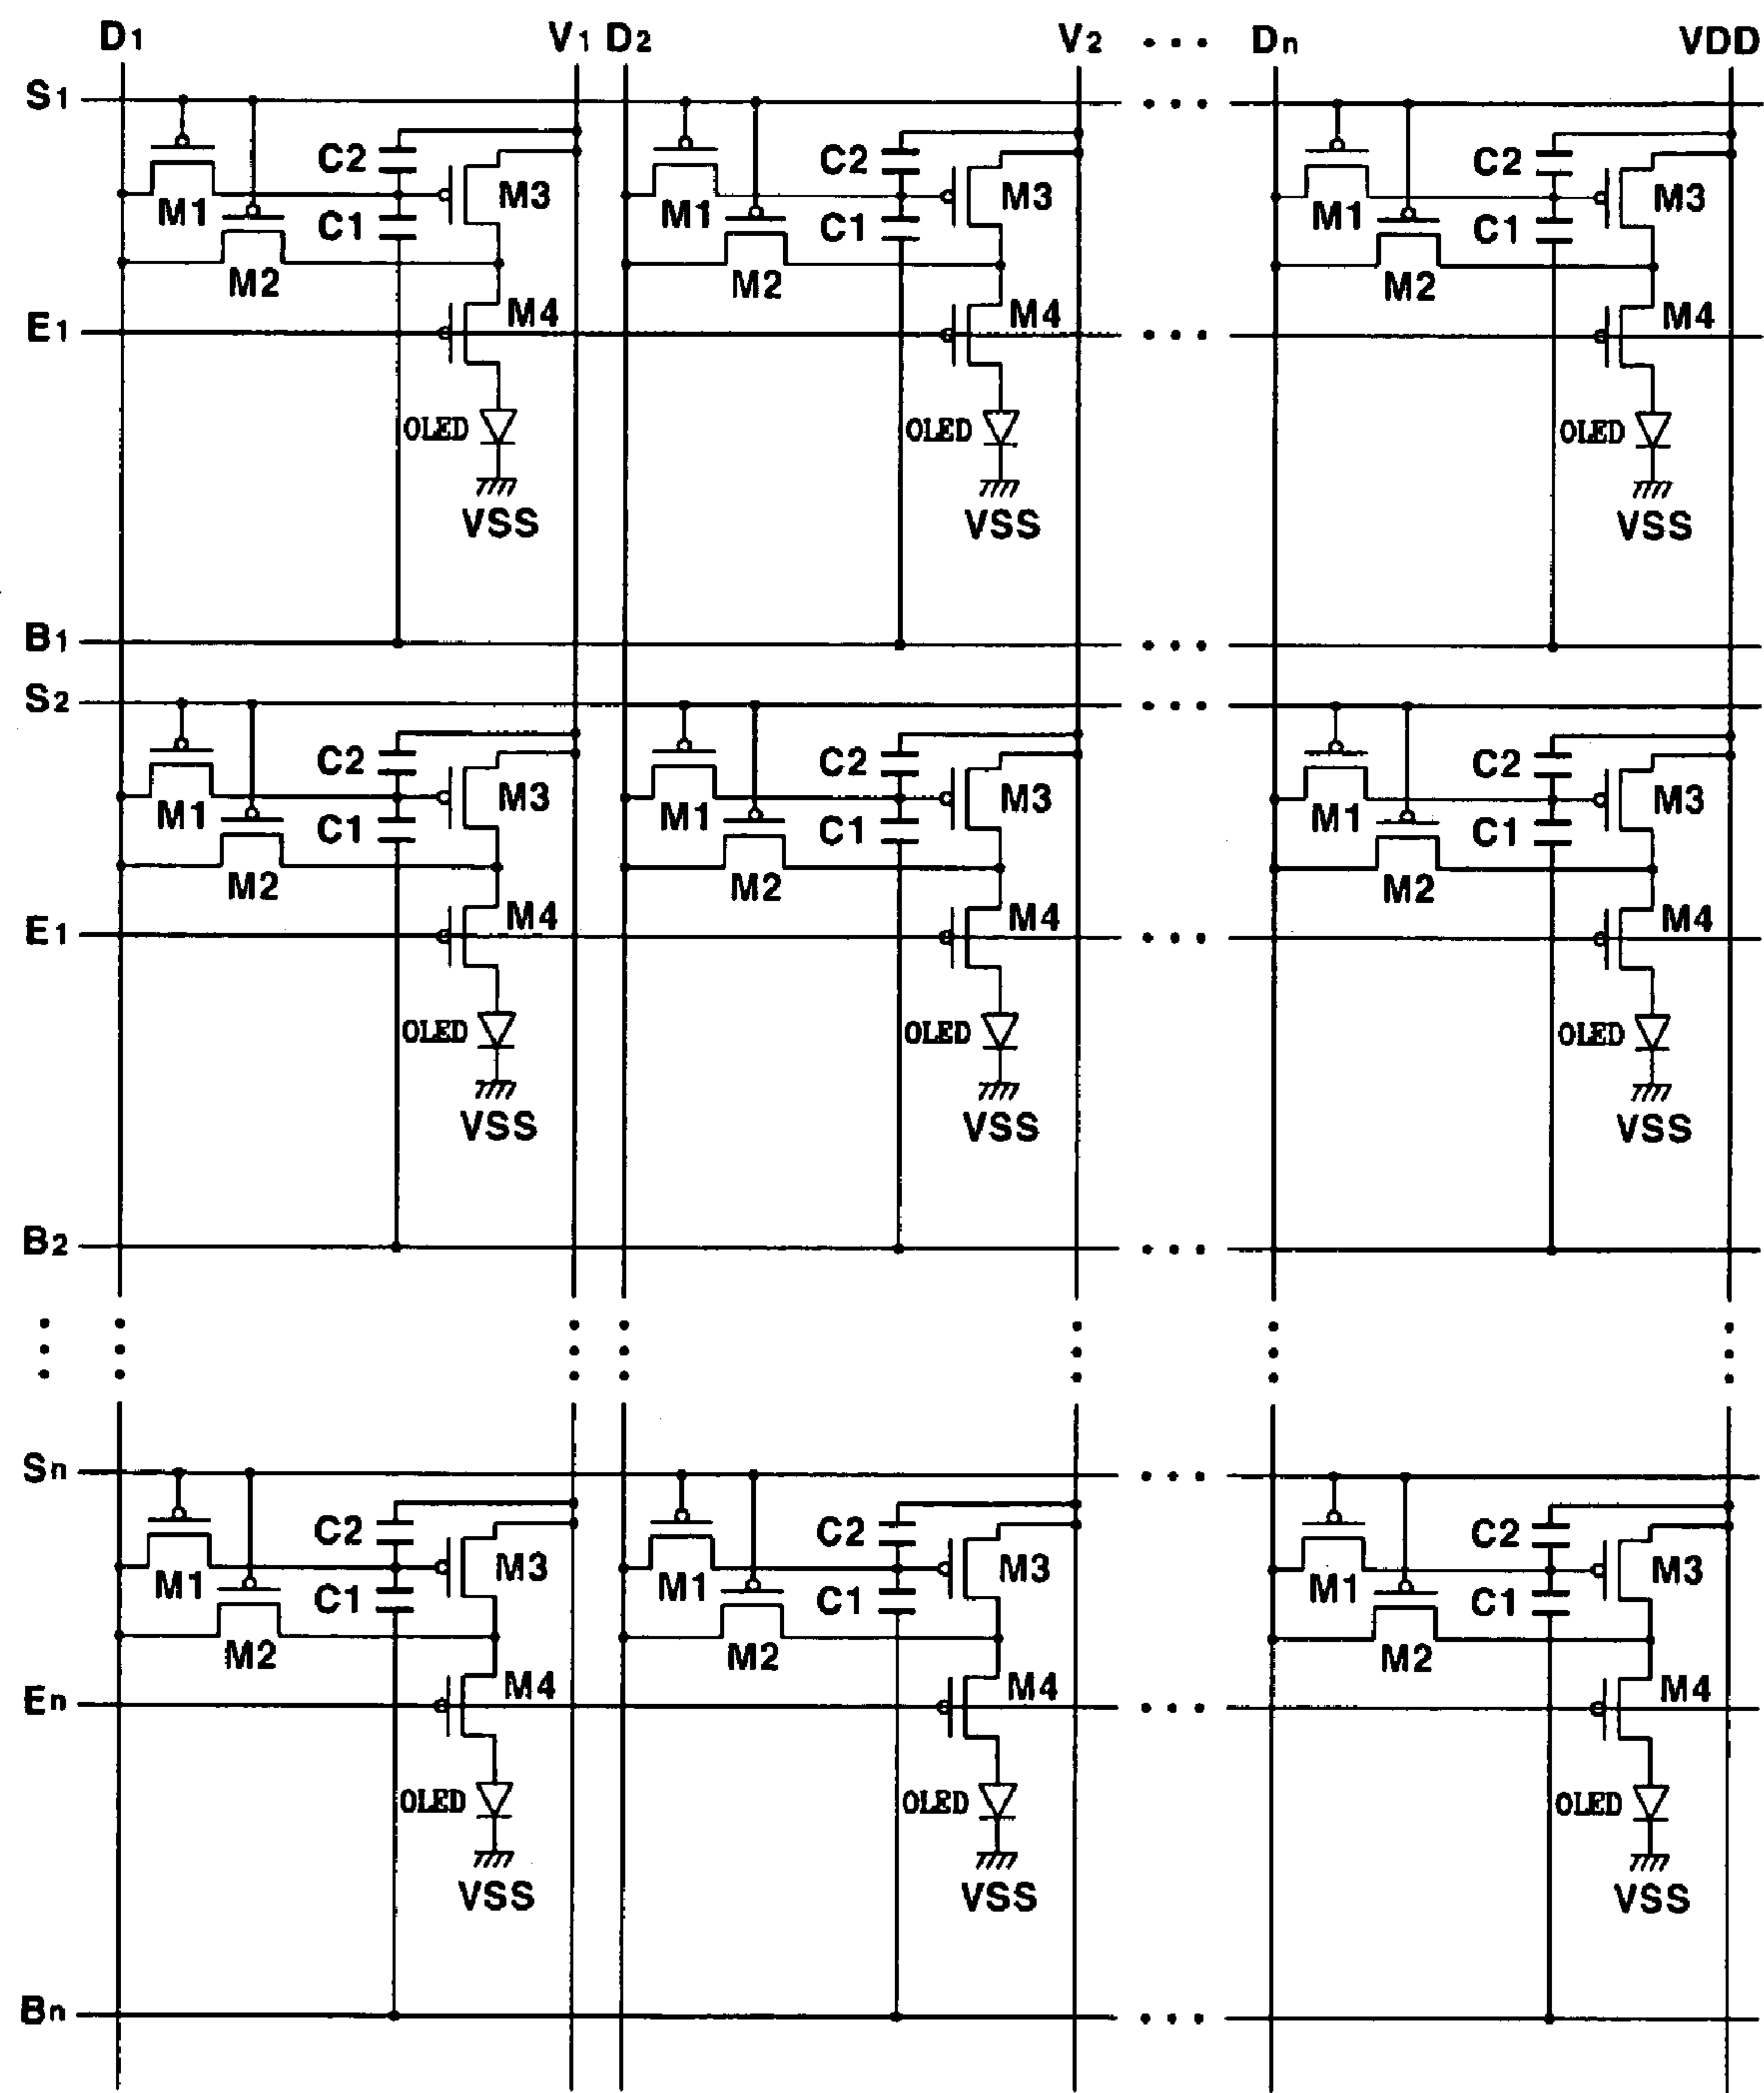 D1 V1 D2 V2 ... Dn VDD
S1
C2 C2 C2
M3 M3 M3
M1 M1 M1
C1 C1 C1
M2 M2 M2
E1 M4 M4 M4
OLED OLED OLED
VSS VSS VSS
B1
S2
C2 C2 C2
M3 M3 M3
M1 M1 M1
C1 C1 C1
M2 M2 M2
E1 M4 M4 M4
OLED OLED OLED
VSS VSS VSS
B2
Sn
C2 C2 C2
M3 M3 M3
M1 M1 M1
C1 C1 C1
M2 M2 M2
En M4 M4 M4
OLED OLED OLED
VSS VSS VSS
Bn